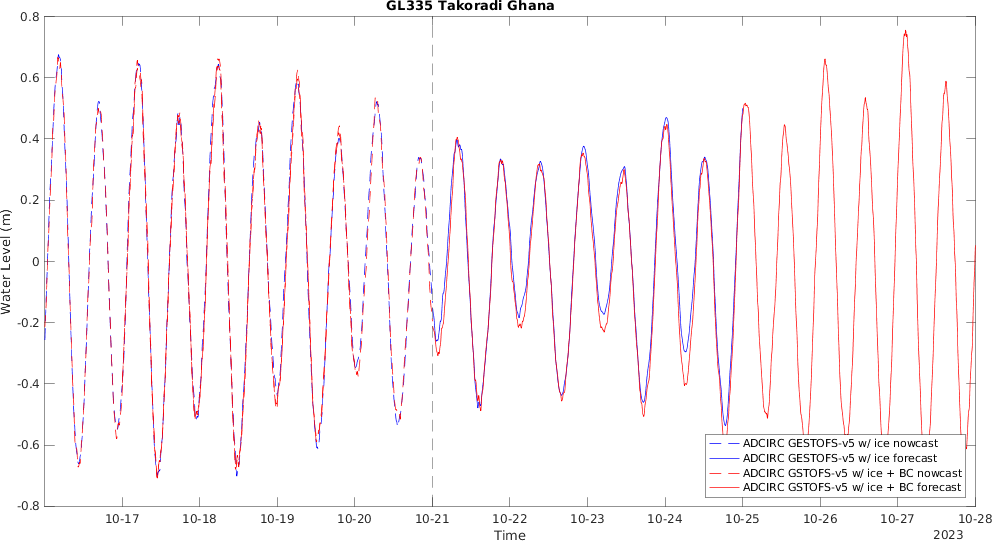 GL335 Takoradi Ghana
Water Level (m)
0.8
0.6
0.4
0.2
0
-0.2
-0.4
-0.6
-0.8
10-17 10-18 10-19 10-20 10-21 10-22 10-23 10-24 10-25 10-26 10-27 10-28
Time
2023
ADCIRC GESTOFS-v5 w/ ice nowcast
ADCIRC GESTOFS-v5 w/ ice forecast
ADCIRC GSTOFS-v5 w/ ice + BC nowcast
ADCIRC GSTOFS-v5 w/ ice + BC forecast